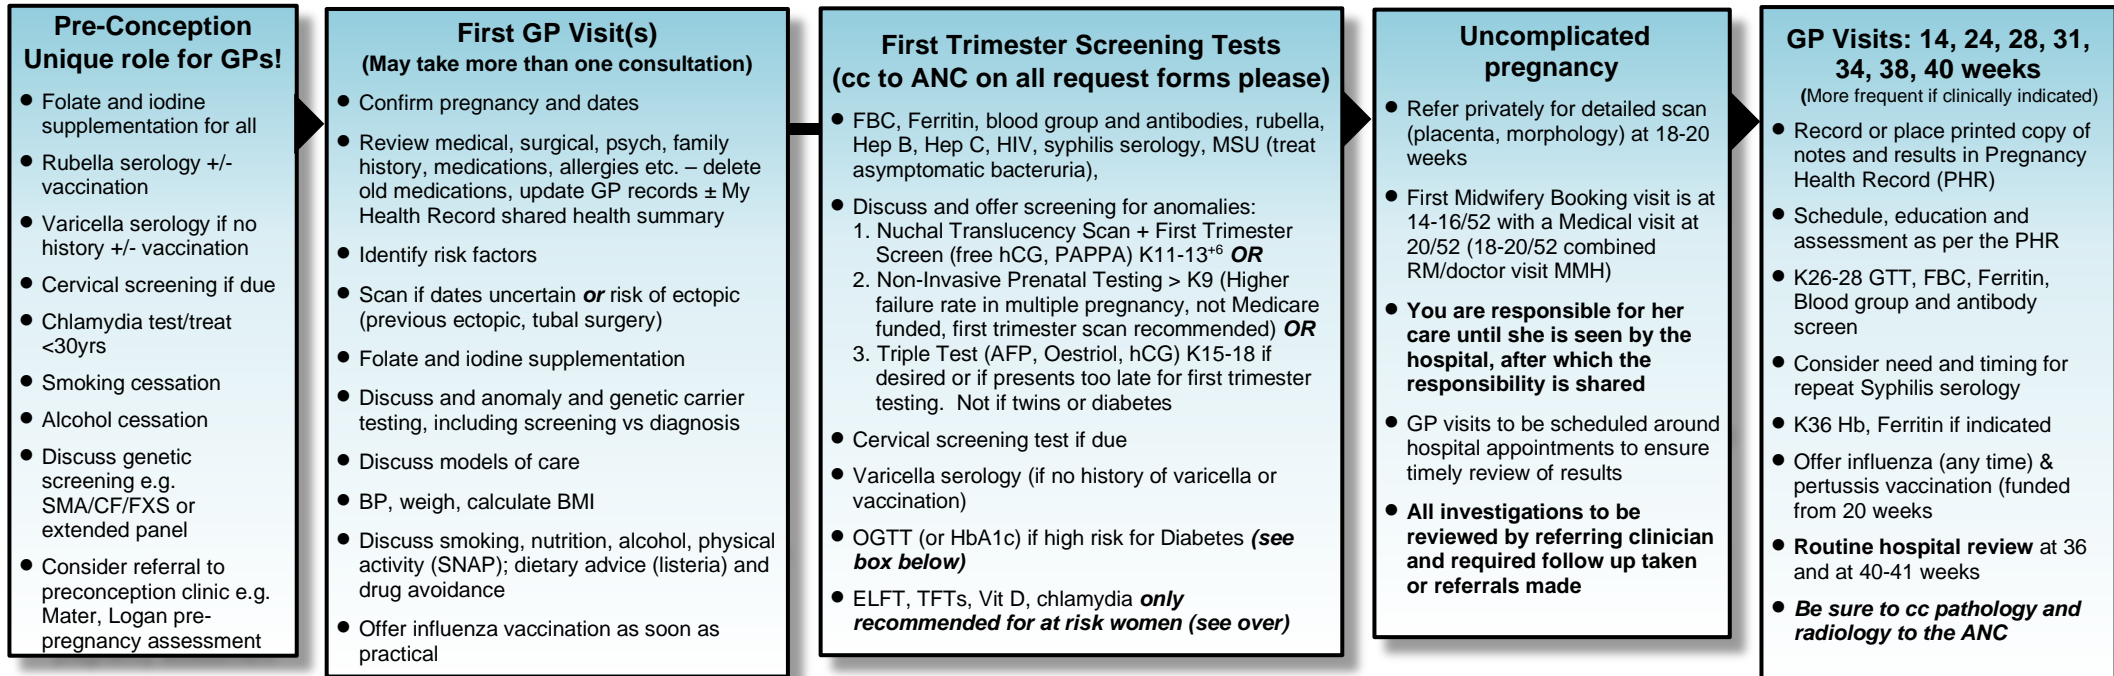 Pre-Conception
Unique role for GPs!
● Folate and iodine
supplementation for all
● Rubella serology +/-
vaccination
● Varicella serology if no
history +/- vaccination
● Cervical screening if due
● Chlamydia test/treat
<30yrs
● Smoking cessation
● Alcohol cessation
● Discuss genetic
screening e.g.
SMA/CF/FXS or
extended panel
● Consider referral to
preconception clinic e.g.
Mater, Logan pre-
pregnancy assessment
First GP Visit(s)
(May take more than one consultation)
● Confirm pregnancy and dates
● Review medical, surgical, psych, family
history, medications, allergies etc. – delete
old medications, update GP records ± My
Health Record shared health summary
● Identify risk factors
● Scan if dates uncertain or risk of ectopic
(previous ectopic, tubal surgery)
● Folate and iodine supplementation
● Discuss and anomaly and genetic carrier
testing, including screening vs diagnosis
● Discuss models of care
● BP, weigh, calculate BMI
● Discuss smoking, nutrition, alcohol, physical
activity (SNAP); dietary advice (listeria) and
drug avoidance
● Offer influenza vaccination as soon as
practical
First Trimester Screening Tests
(cc to ANC on all request forms please)
● FBC, Ferritin, blood group and antibodies, rubella,
Hep B, Hep C, HIV, syphilis serology, MSU (treat
asymptomatic bacteruria),
● Discuss and offer screening for anomalies:
1. Nuchal Translucency Scan + First Trimester
Screen (free hCG, PAPPA) K11-13+6 OR
2. Non-Invasive Prenatal Testing > K9 (Higher
failure rate in multiple pregnancy, not Medicare
funded, first trimester scan recommended) OR
3. Triple Test (AFP, Oestriol, hCG) K15-18 if
desired or if presents too late for first trimester
testing. Not if twins or diabetes
● Cervical screening test if due
● Varicella serology (if no history of varicella or
vaccination)
● OGTT (or HbA1c) if high risk for Diabetes (see
box below)
● ELFT, TFTs, Vit D, chlamydia only
recommended for at risk women (see over)
Uncomplicated
pregnancy
● Refer privately for detailed scan
(placenta, morphology) at 18-20
weeks
● First Midwifery Booking visit is at
14-16/52 with a Medical visit at
20/52 (18-20/52 combined
RM/doctor visit MMH)
● You are responsible for her
care until she is seen by the
hospital, after which the
responsibility is shared
● GP visits to be scheduled around
hospital appointments to ensure
timely review of results
● All investigations to be
reviewed by referring clinician
and required follow up taken
or referrals made
GP Visits: 14, 24, 28, 31,
34, 38, 40 weeks
(More frequent if clinically indicated)
● Record or place printed copy of
notes and results in Pregnancy
Health Record (PHR)
● Schedule, education and
assessment as per the PHR
● K26-28 GTT, FBC, Ferritin,
Blood group and antibody
screen
● Consider need and timing for
repeat Syphilis serology
● K36 Hb, Ferritin if indicated
● Offer influenza (any time) &
pertussis vaccination (funded
from 20 weeks
● Routine hospital review at 36
and at 40-41 weeks
● Be sure to cc pathology and
radiology to the ANC